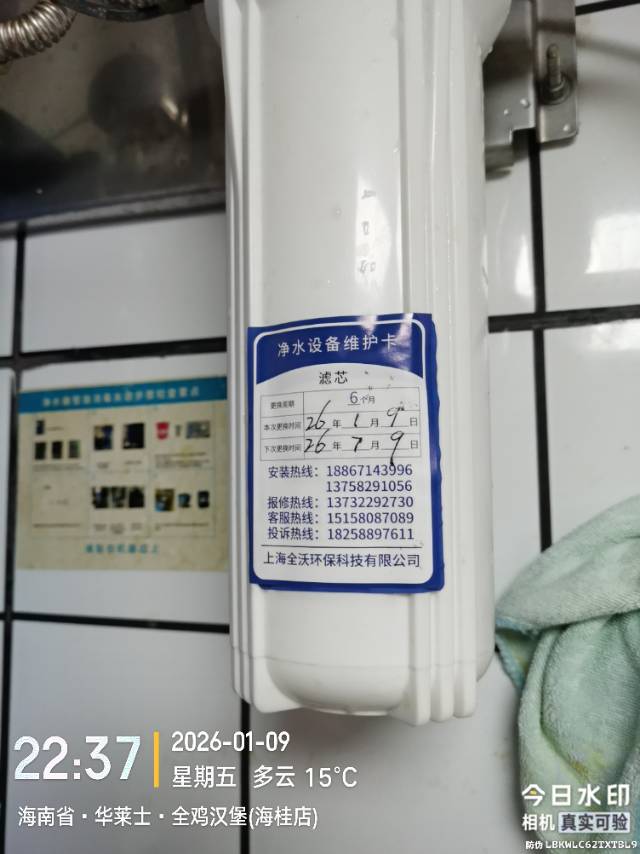 净水设备维护卡
滤芯
更换周期 6个月
本次更换时间 26年1月9日
下次更换时间 26年7月9日
安装热线：18867143996
13758291056
报修热线：13732292730
客服热线：15158087089
投诉热线：18258897611
上海全沃环保科技有限公司
22:37
2026-01-09
星期五 多云 15℃
海南省·华莱士·全鸡汉堡(海桂店)
今日水印
相机 真实可验
防伪 LBKWLC62TXTBL9